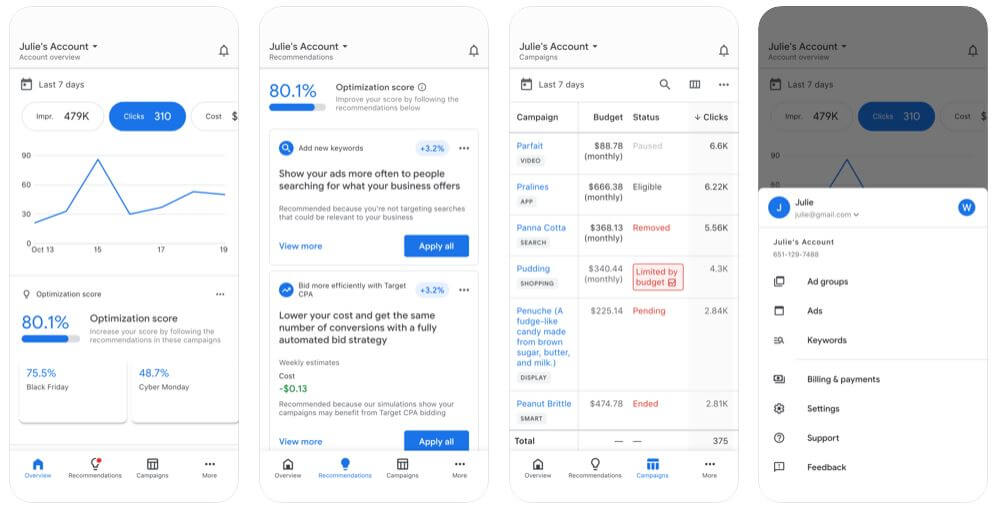 Julie's Account
Account overview
Last 7 days
Impr. 479K
Clicks 310
Cost $
90
60
30
0
Oct 13
15
17
19
Optimization score
80.1%
Optimization score
Increase your score by following the
recommendations in these campaigns
75.5%
Black Friday
48.7%
Cyber Monday
Overview
Recommendations
Campaigns
More
Julie's Account
Recommendations
80.1%
Optimization score
Improve your score by following the
recommendations below
Add new keywords
+3.2%
Show your ads more often to people
searching for what your business offers
Recommended because you're not targeting searches
that could be relevant to your business
View more
Apply all
Bid more efficiently with Target
CPA
+3.2%
Lower your cost and get the same
number of conversions with a fully
automated bid strategy
Weekly estimates
Cost
-$0.13
Recommended because our simulations show your
campaigns may benefit from Target CPA bidding
View more
Apply all
Overview
Recommendations
Campaigns
More
Julie's Account
Campaigns
Last 7 days
Campaign Budget Status Clicks
Parfait $88.78 Paused 6.6K
VIDEO (monthly)
Pralines $666.38 Eligible 6.22K
APP
Panna Cotta $368.13 Removed 5.56K
SEARCH (monthly)
Pudding $340.44 Limited by 4.3K
SHOPPING (monthly) budget
Penuche (A $225.14 Pending 2.84K
fudge-like
candy made
from brown
sugar, butter,
and milk.)
DISPLAY
Peanut Brittle $474.78 Ended 2.81K
SMART
Total — — 375
Overview
Recommendations
Campaigns
More
Julie's Account
Account overview
Last 7 days
Impr. 479K
Clicks 310
Cost $
90
60
J
Julie
julie@gmail.com
W
Julie's Account
651-129-7488
Ad groups
Ads
Keywords
Billing & payments
Settings
Support
Feedback